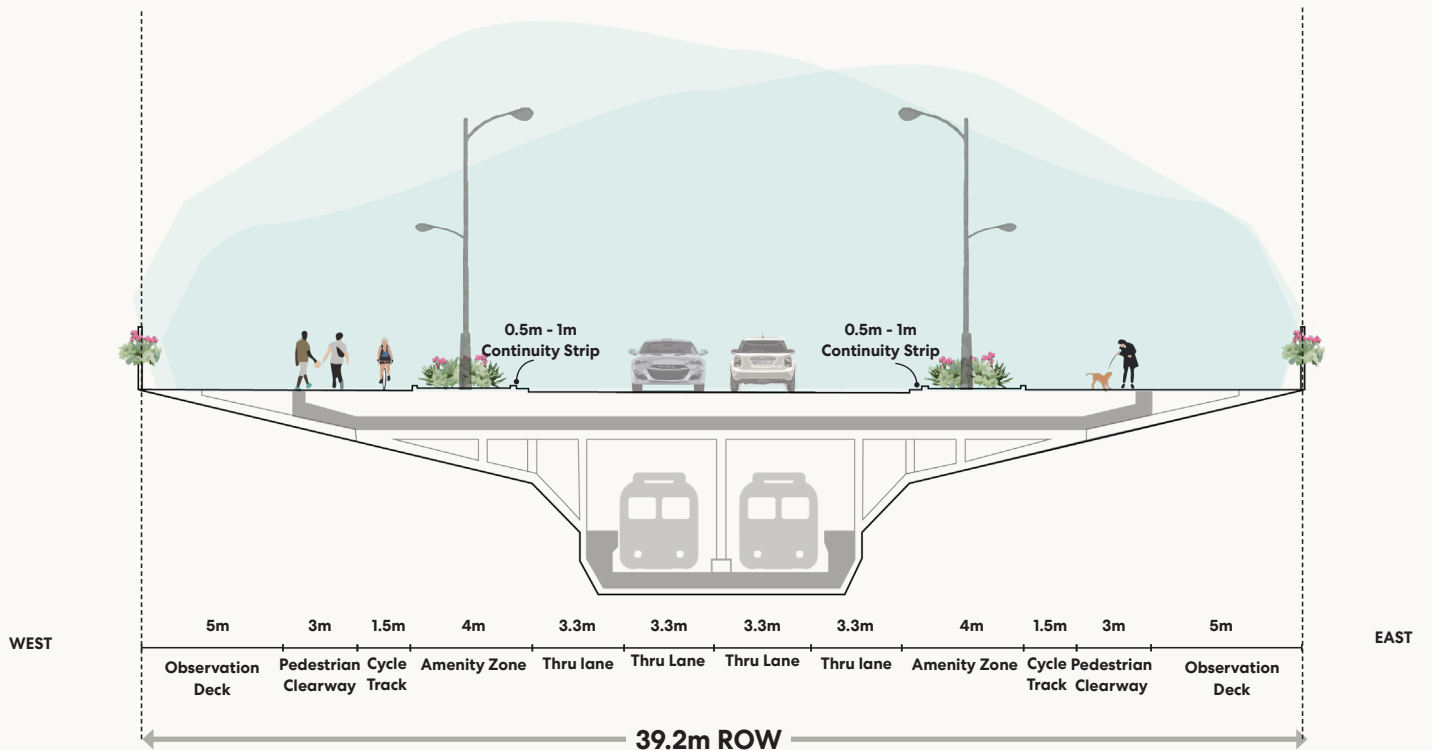 0.5m - 1m
Continuity Strip
0.5m - 1m
Continuity Strip
WEST
5m
3m
1.5m
4m
3.3m
3.3m
3.3m
3.3m
4m
1.5m
3m
5m
EAST
Observation
Deck
Pedestrian
Clearway
Cycle
Track
Amenity Zone
Thru lane
Thru Lane
Thru Lane
Thru lane
Amenity Zone
Cycle
Track
Pedestrian
Clearway
Observation
Deck
39.2m ROW